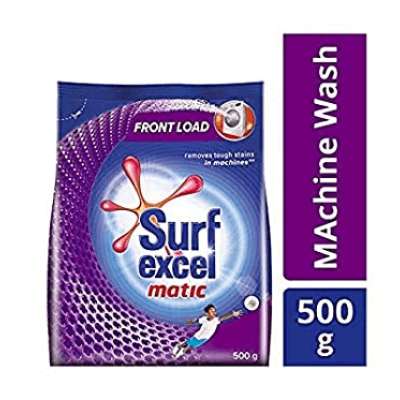 FRONT LOAD
removes tough stains
in machines**
Surf
excel
matic
500 g
MAchine Wash
500
g